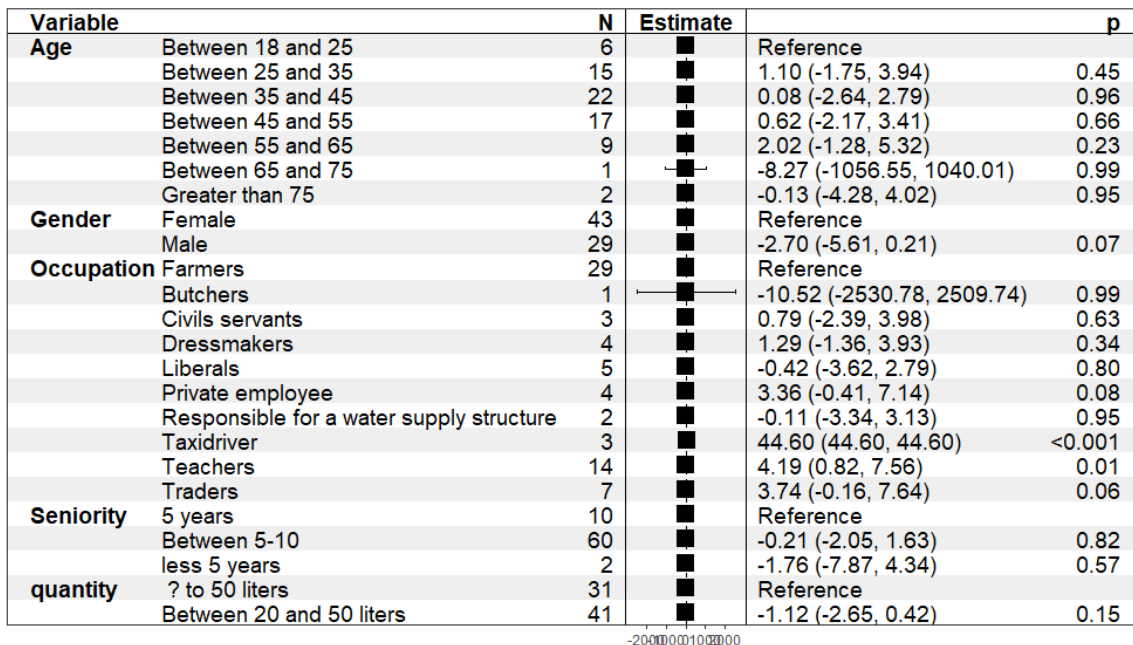 Variable N Estimate p
Age Between 18 and 25 6 Reference
Between 25 and 35 15 1.10 (-1.75, 3.94) 0.45
Between 35 and 45 22 0.08 (-2.64, 2.79) 0.96
Between 45 and 55 17 0.62 (-2.17, 3.41) 0.66
Between 55 and 65 9 2.02 (-1.28, 5.32) 0.23
Between 65 and 75 1 -8.27 (-1056.55, 1040.01) 0.99
Greater than 75 2 -0.13 (-4.28, 4.02) 0.95
Gender Female 43 Reference
Male 29 -2.70 (-5.61, 0.21) 0.07
Occupation Farmers 29 Reference
Butchers 1 -10.52 (-2530.78, 2509.74) 0.99
Civils servants 3 0.79 (-2.39, 3.98) 0.63
Dressmakers 4 1.29 (-1.36, 3.93) 0.34
Liberals 5 -0.42 (-3.62, 2.79) 0.80
Private employee 4 3.36 (-0.41, 7.14) 0.08
Responsible for a water supply structure 2 -0.11 (-3.34, 3.13) 0.95
Taxidriver 3 44.60 (44.60, 44.60) <0.001
Teachers 14 4.19 (0.82, 7.56) 0.01
Traders 7 3.74 (-0.16, 7.64) 0.06
Seniority 5 years 10 Reference
Between 5-10 60 -0.21 (-2.05, 1.63) 0.82
less 5 years 2 -1.76 (-7.87, 4.34) 0.57
quantity ? to 50 liters 31 Reference
Between 20 and 50 liters 41 -1.12 (-2.65, 0.42) 0.15
-2000 -1000 0 1000 2000